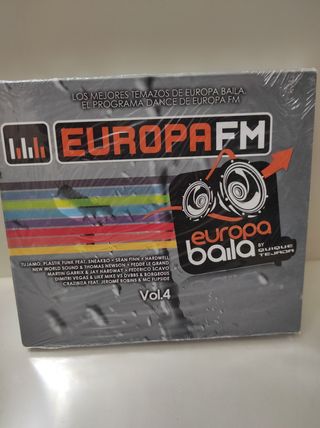 LOS MEJORES TEMAZOS DE EUROPA BAILA.
EL PROGRAMA DANCE DE EUROPA FM
EUROPA FM
europa
baila
BY
QUIQUE
TEJADA
TUJAMO, PLASTIK FUNK FEAT. SNEAKBO • SEAN FINN • HARDWELL
NEW WORLD SOUND & THOMAS NEWSON • FEDDE LE GRAND
MARTIN GARRIX & JAY HARDWAY • FEDERICO SCAVO
DIMITRI VEGAS & LIKE MIKE VS DVBBS & BORGEOUS
CRAZIBIZA FEAT. JEROME ROBINS & MC FLIPSIDE
Vol.4